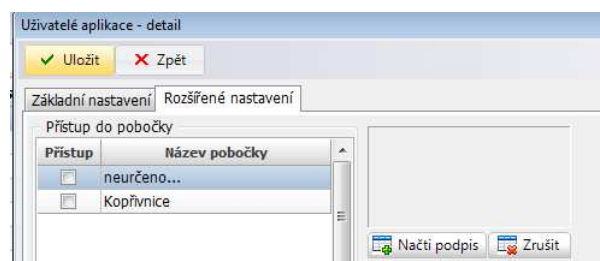 Uživatelé aplikace - detail
Uložit Zpět
Základní nastavení Rozšířené nastavení
Přístup do pobočky
Přístup Název pobočky
neurčeno...
Kopřivnice
Načti podpis Zrušit